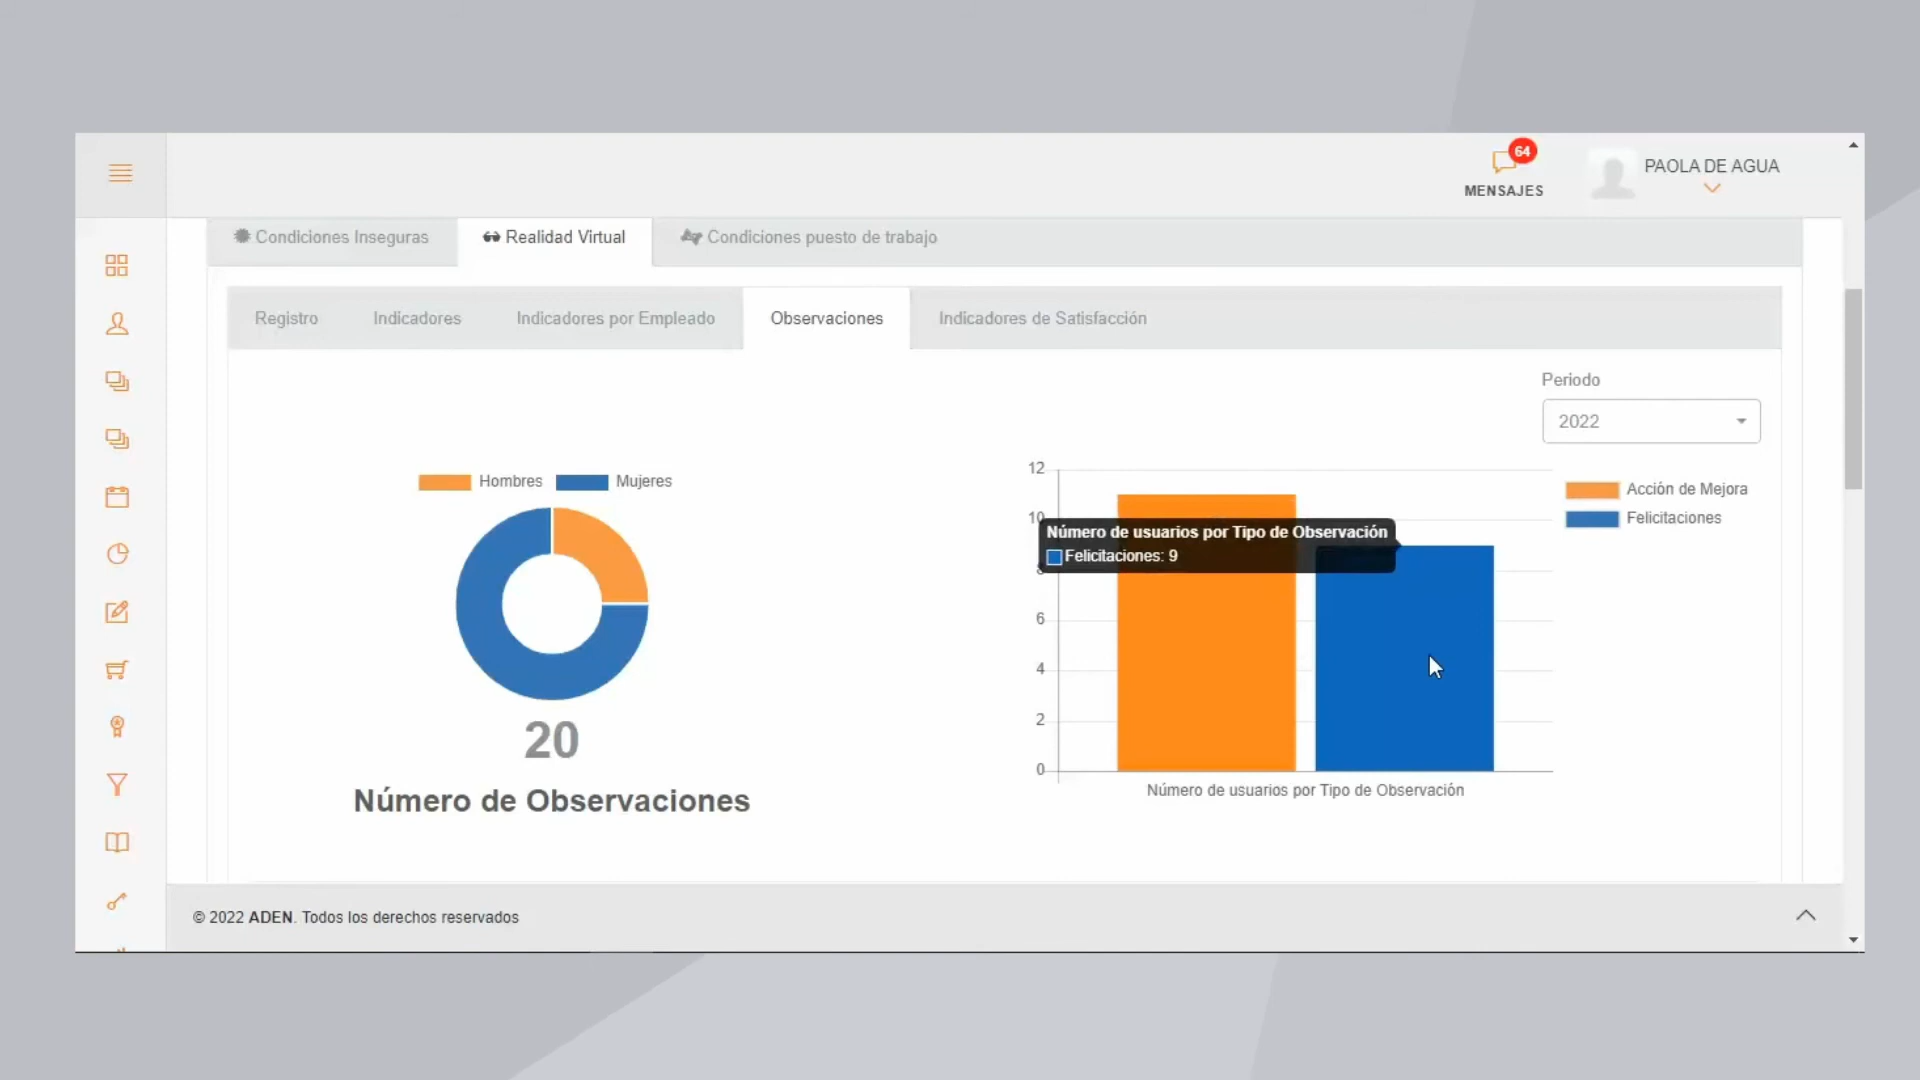 64
MENSAJES
PAOLA DE AGUA
Condiciones Inseguras
Realidad Virtual
Condiciones puesto de trabajo
Registro
Indicadores
Indicadores por Empleado
Observaciones
Indicadores de Satisfacción
Periodo
2022
Hombres
Mujeres
20
Número de Observaciones
12
10
6
4
2
0
Número de usuarios por Tipo de Observación
Felicitaciones: 9
Número de usuarios por Tipo de Observación
Acción de Mejora
Felicitaciones
© 2022 ADEN. Todos los derechos reservados